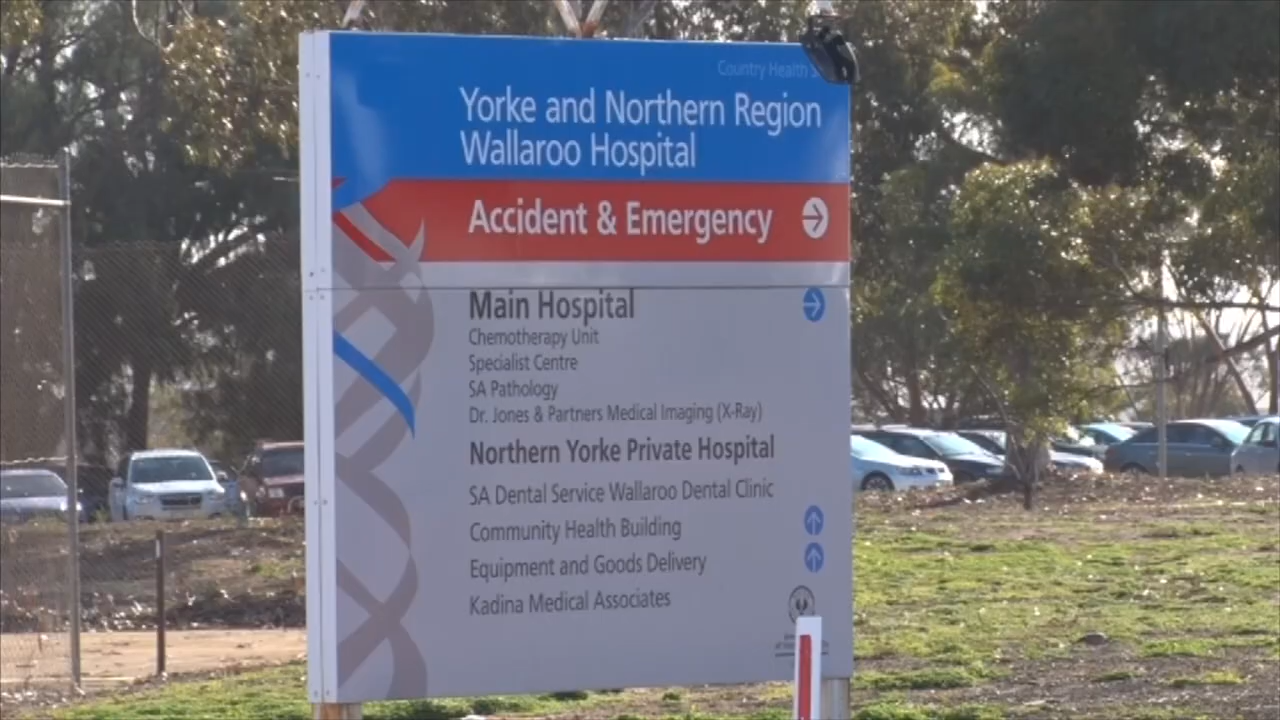 Country Health
Yorke and Northern Region
Wallaroo Hospital
Accident & Emergency
Main Hospital
Chemotherapy Unit
Specialist Centre
SA Pathology
Dr. Jones & Partners Medical Imaging (X-Ray)
Northern Yorke Private Hospital
SA Dental Service Wallaroo Dental Clinic
Community Health Building
Equipment and Goods Delivery
Kadina Medical Associates